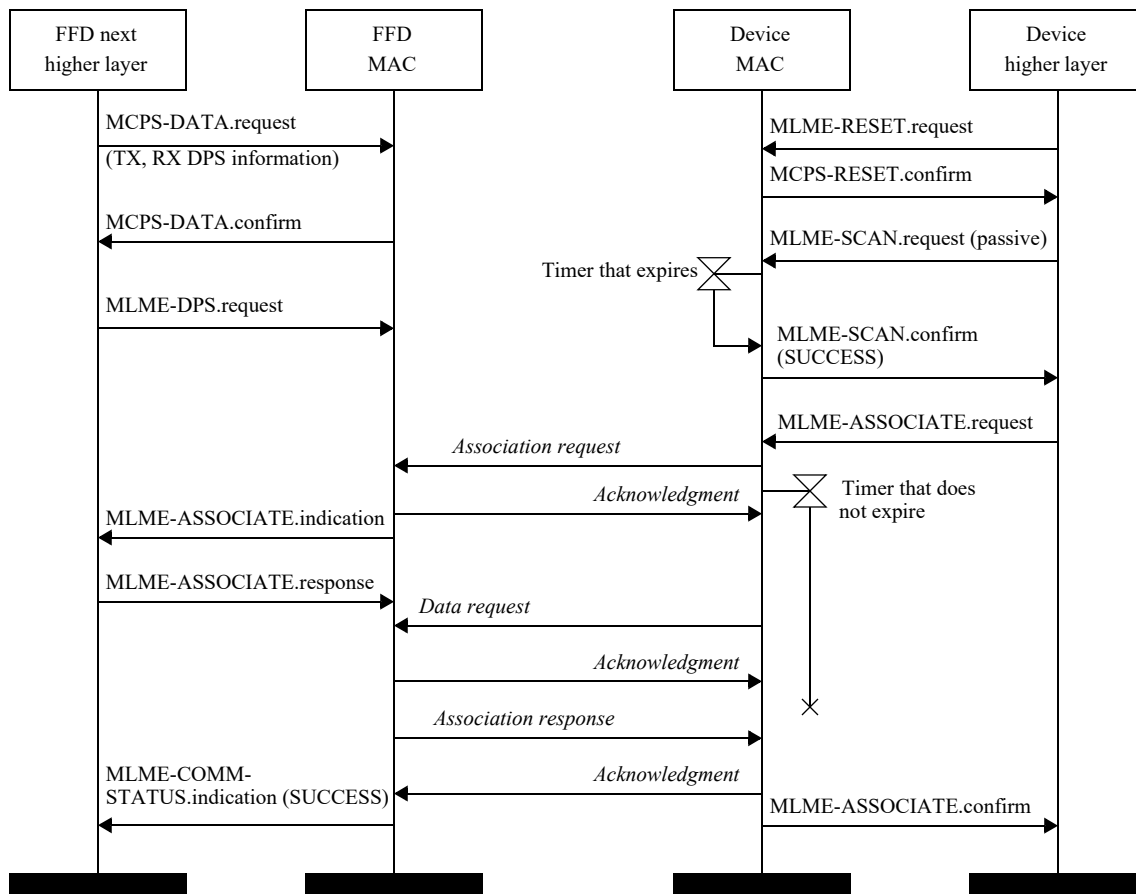 FFD next
higher layer
FFD
MAC
Device
MAC
Device
higher layer
MCPS-DATA.request
(TX, RX DPS information)
MLME-RESET.request
MCPS-RESET.confirm
MCPS-DATA.confirm
MLME-SCAN.request (passive)
Timer that expires
MLME-DPS.request
MLME-SCAN.confirm
(SUCCESS)
MLME-ASSOCIATE.request
Association request
Acknowledgment
Timer that does
not expire
MLME-ASSOCIATE.indication
MLME-ASSOCIATE.response
Data request
Acknowledgment
Association response
Acknowledgment
MLME-COMM-
STATUS.indication (SUCCESS)
MLME-ASSOCIATE.confirm